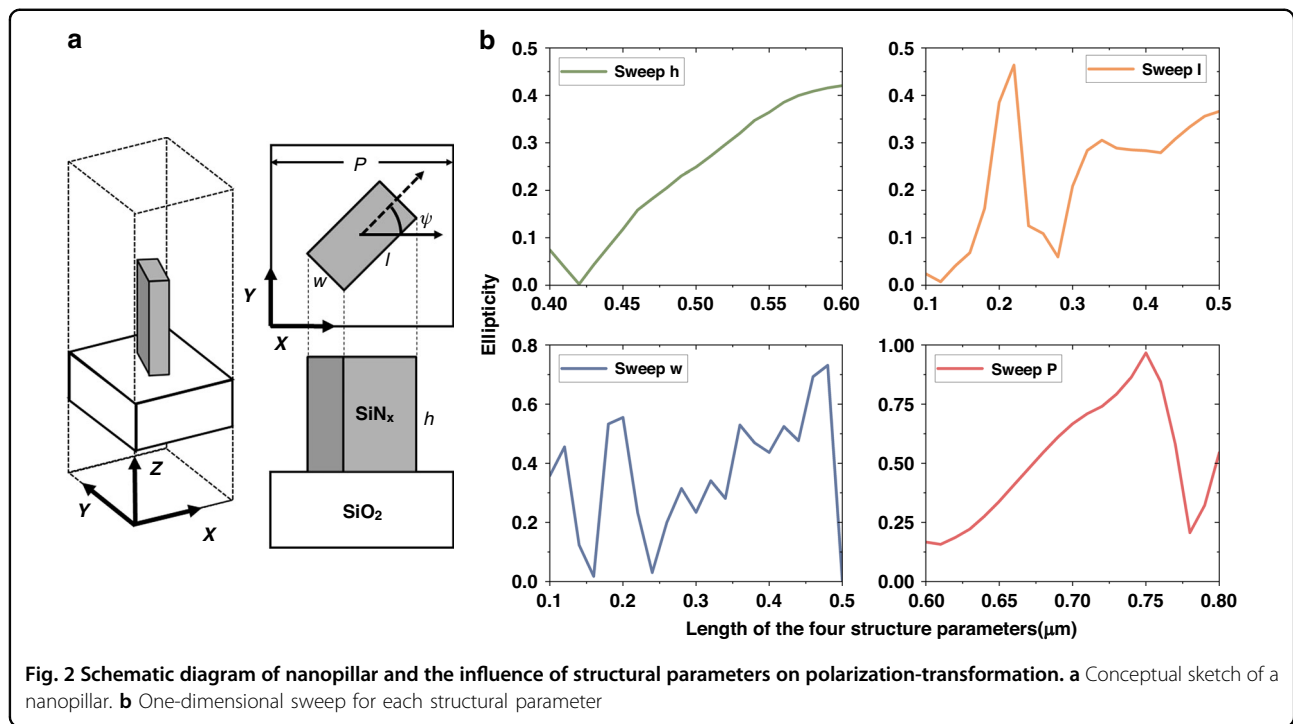 a
P
ψ
l
w
Y
X
SiNₓ
h
SiO₂
Z
Y
X
b
Ellipticity
Sweep h
0.5
0.4
0.3
0.2
0.1
0.0
0.40 0.45 0.50 0.55 0.60
Sweep l
0.5
0.4
0.3
0.2
0.1
0.0
0.1 0.2 0.3 0.4 0.5
Sweep w
0.8
0.6
0.4
0.2
0.0
0.1 0.2 0.3 0.4 0.5
Sweep P
1.00
0.75
0.50
0.25
0.00
0.60 0.65 0.70 0.75 0.80
Length of the four structure parameters(μm)
Fig. 2 Schematic diagram of nanopillar and the influence of structural parameters on polarization-transformation. a Conceptual sketch of a
nanopillar. b One-dimensional sweep for each structural parameter